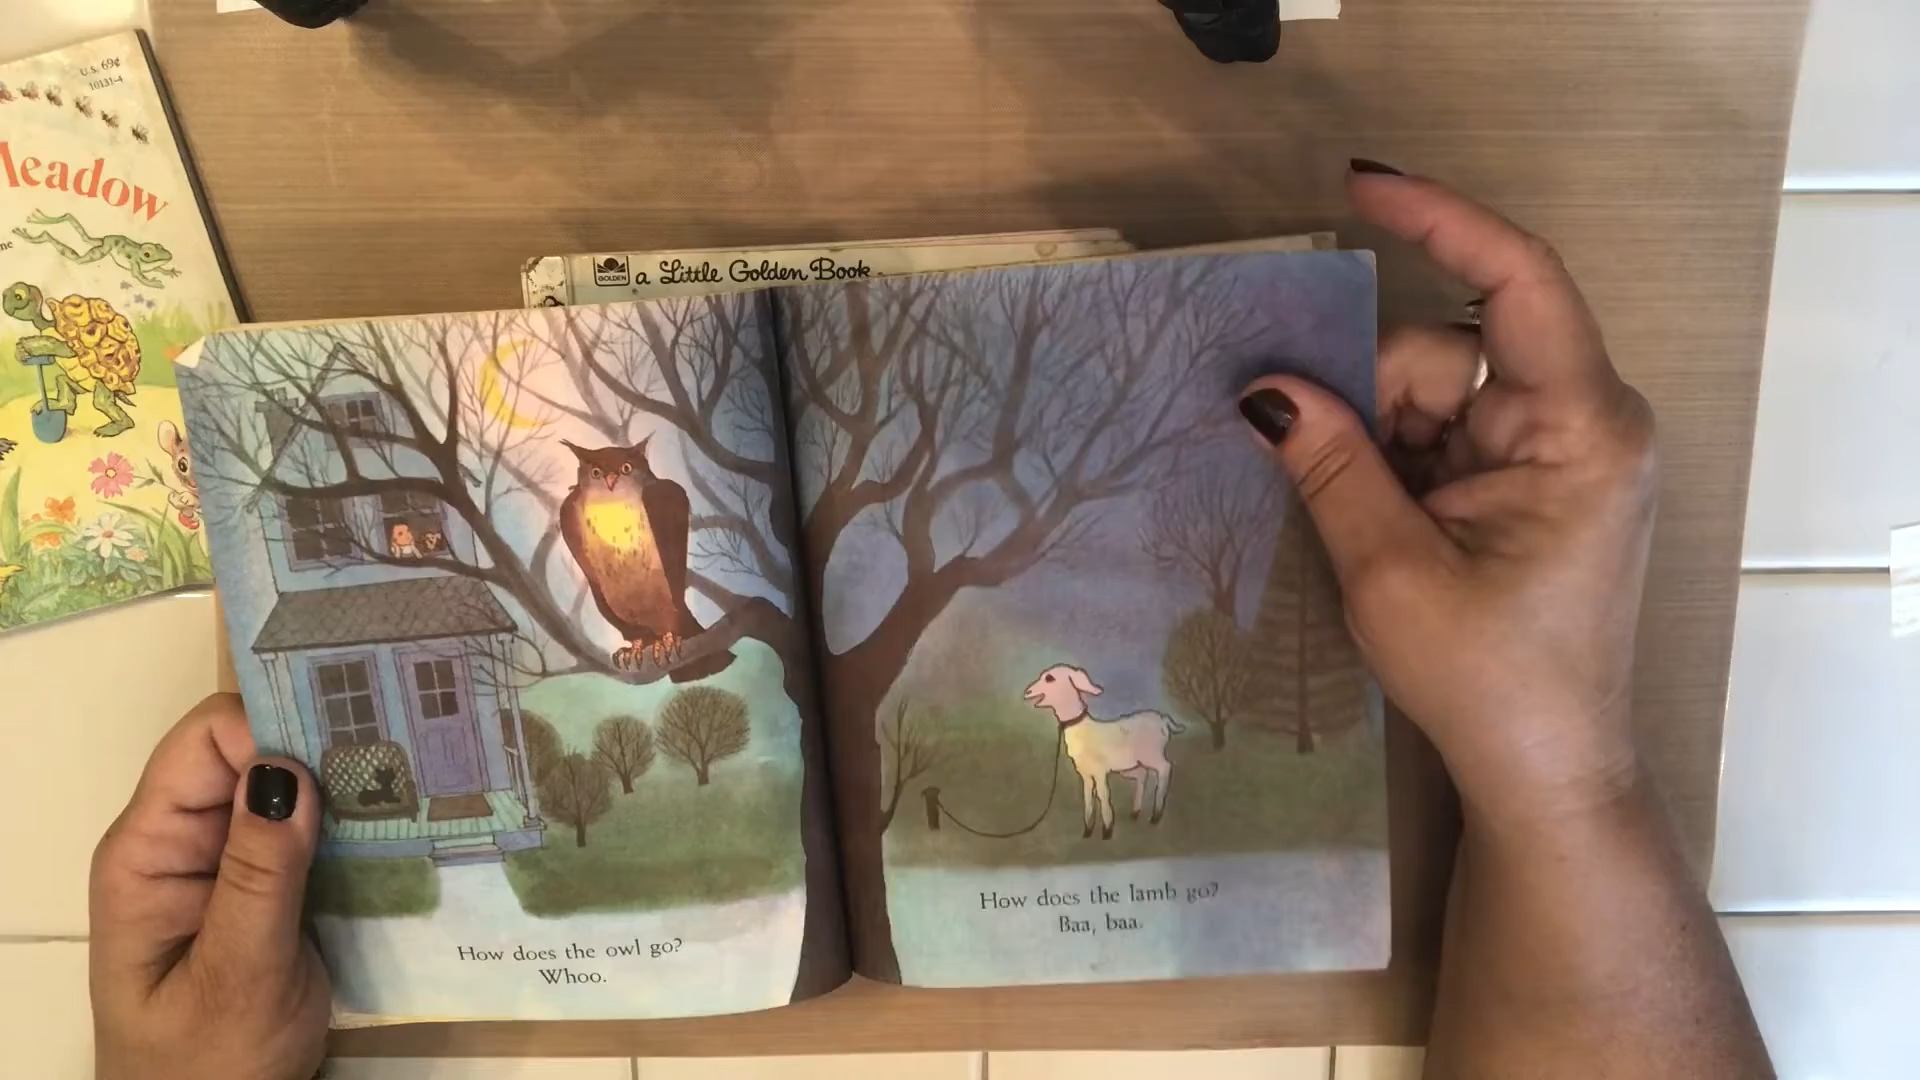 U.S. 69¢
10131-4
Meadow
GOLDEN
a Little Golden Book
How does the owl go?
Whoo.
How does the lamb go?
Baa, baa.